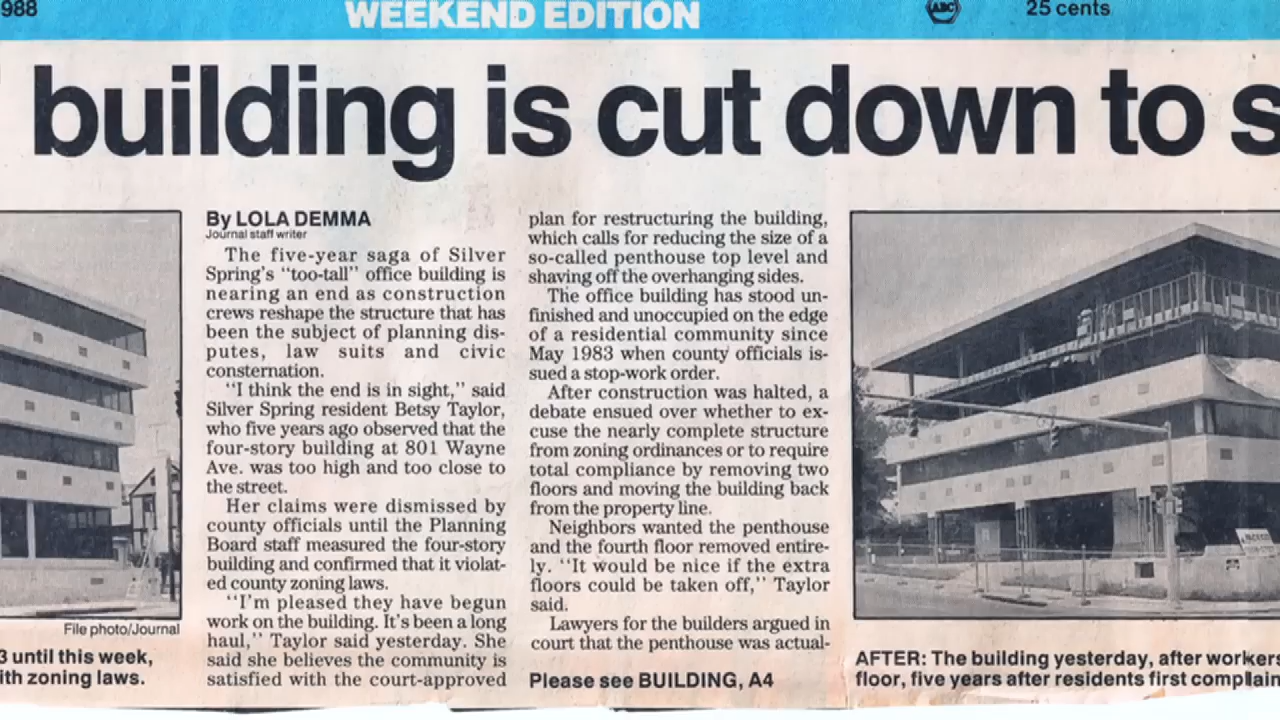 988
WEEKEND EDITION
ABC
25 cents
building is cut down to s
By LOLA DEMMA
Journal staff writer
The five-year saga of Silver
Spring's "too-tall" office building is
nearing an end as construction
crews reshape the structure that has
been the subject of planning dis-
putes, law suits and civic
consternation.
"I think the end is in sight," said
Silver Spring resident Betsy Taylor,
who five years ago observed that the
four-story building at 801 Wayne
Ave. was too high and too close to
the street.
Her claims were dismissed by
county officials until the Planning
Board staff measured the four-story
building and confirmed that it violat-
ed county zoning laws.
"I'm pleased they have begun
work on the building. It's been a long
haul," Taylor said yesterday. She
said she believes the community is
satisfied with the court-approved
plan for restructuring the building,
which calls for reducing the size of a
so-called penthouse top level and
shaving off the overhanging sides.
The office building has stood un-
finished and unoccupied on the edge
of a residential community since
May 1983 when county officials is-
sued a stop-work order.
After construction was halted, a
debate ensued over whether to ex-
cuse the nearly complete structure
from zoning ordinances or to require
total compliance by removing two
floors and moving the building back
from the property line.
Neighbors wanted the penthouse
and the fourth floor removed entire-
ly. "It would be nice if the extra
floors could be taken off," Taylor
said.
Lawyers for the builders argued in
court that the penthouse was actual-
Please see BUILDING, A4
File photo/Journal
3 until this week,
ith zoning laws.
AFTER: The building yesterday, after workers
floor, five years after residents first complain